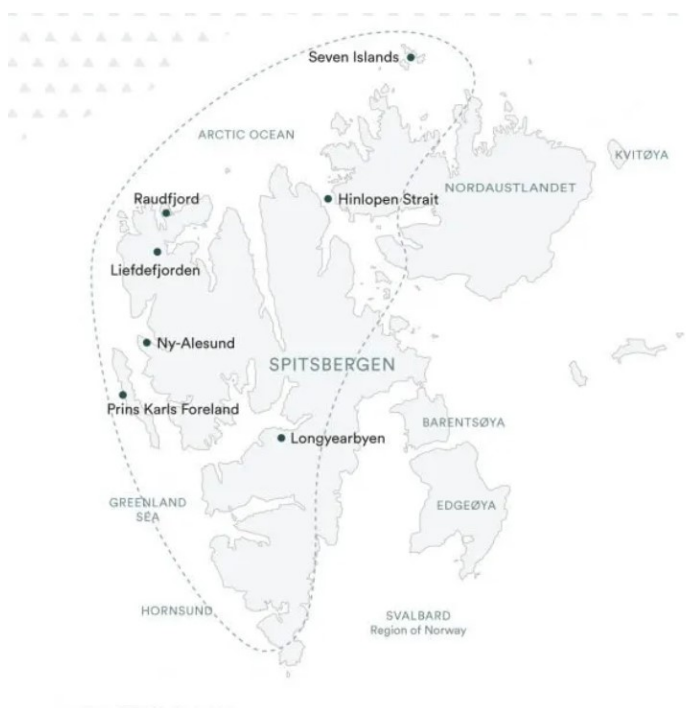 Seven Islands
ARCTIC OCEAN
KVITØYA
NORDAUSTLANDET
Raudfjord
Hinlopen Strait
Liefdefjorden
Ny-Alesund
SPITSBERGEN
Prins Karls Foreland
BARENTSØYA
Longyearbyen
GREENLAND
SEA
EDGEØYA
HORNSUND
SVALBARD
Region of Norway